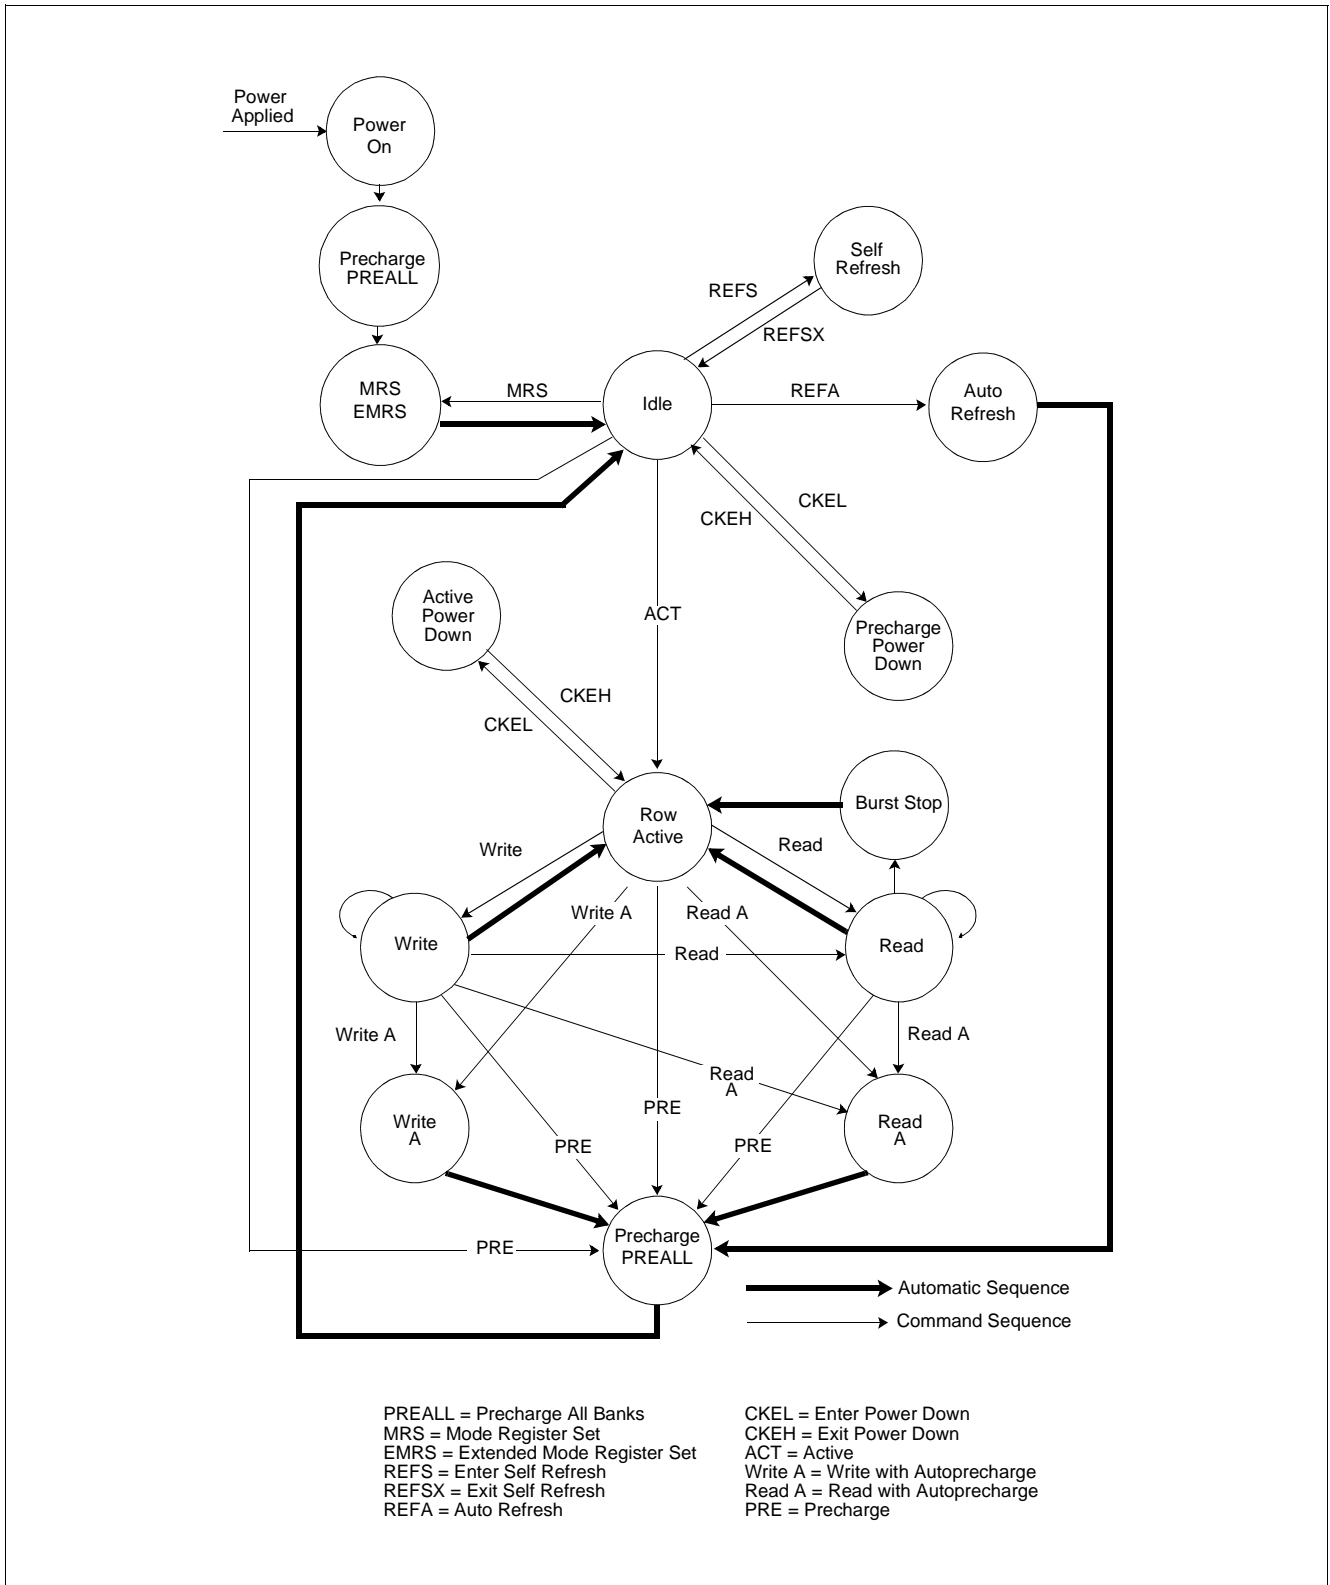 Power
Applied
Power
On
Precharge
PREALL
Self
Refresh
REFS
REFSX
MRS
EMRS
MRS
Idle
REFA
Auto
Refresh
CKEL
CKEH
Active
Power
Down
ACT
Precharge
Power
Down
CKEH
CKEL
Burst Stop
Row
Active
Write
Read
Write A
Read A
Write
Read
Read
Write A
Read A
Read
A
PRE
Write
A
Read
A
PRE
PRE
Precharge
PREALL
PRE
Automatic Sequence
Command Sequence
PREALL = Precharge All Banks
MRS = Mode Register Set
EMRS = Extended Mode Register Set
REFS = Enter Self Refresh
REFSX = Exit Self Refresh
REFA = Auto Refresh
CKEL = Enter Power Down
CKEH = Exit Power Down
ACT = Active
Write A = Write with Autoprecharge
Read A = Read with Autoprecharge
PRE = Precharge